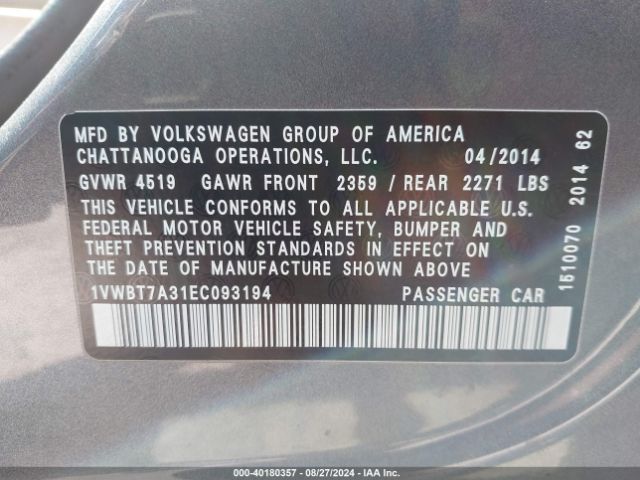 MFD BY VOLKSWAGEN GROUP OF AMERICA
CHATTANOOGA OPERATIONS, LLC. 04/2014
GVWR 4519 GAWR FRONT 2359 / REAR 2271 LBS
THIS VEHICLE CONFORMS TO ALL APPLICABLE U.S.
FEDERAL MOTOR VEHICLE SAFETY, BUMPER AND
THEFT PREVENTION STANDARDS IN EFFECT ON
THE DATE OF MANUFACTURE SHOWN ABOVE
1VWBT7A31EC093194 PASSENGER CAR
1510070 2014 62
000-40180357 - 08/27/2024 - IAA Inc.